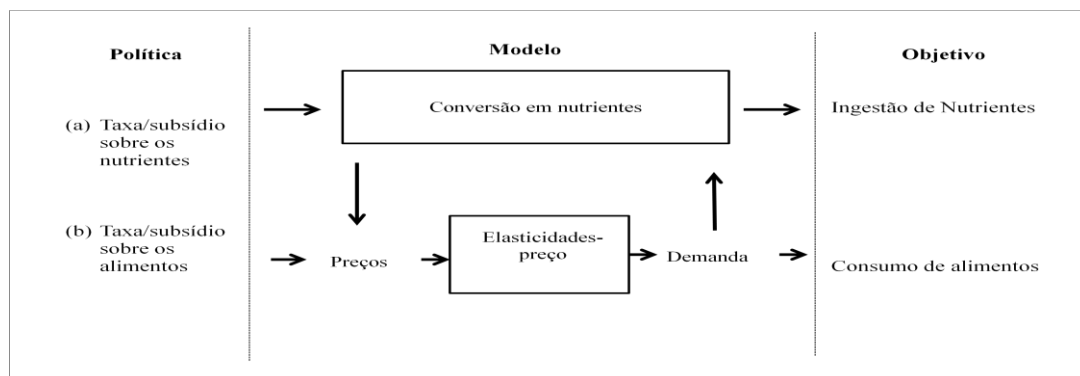 Política
Modelo
Objetivo
Conversão em nutrientes
Ingestão de Nutrientes
(a) Taxa/subsídio
sobre os
nutrientes
(b) Taxa/subsídio
sobre os
alimentos
Preços
Elasticidades-
preço
Demanda
Consumo de alimentos